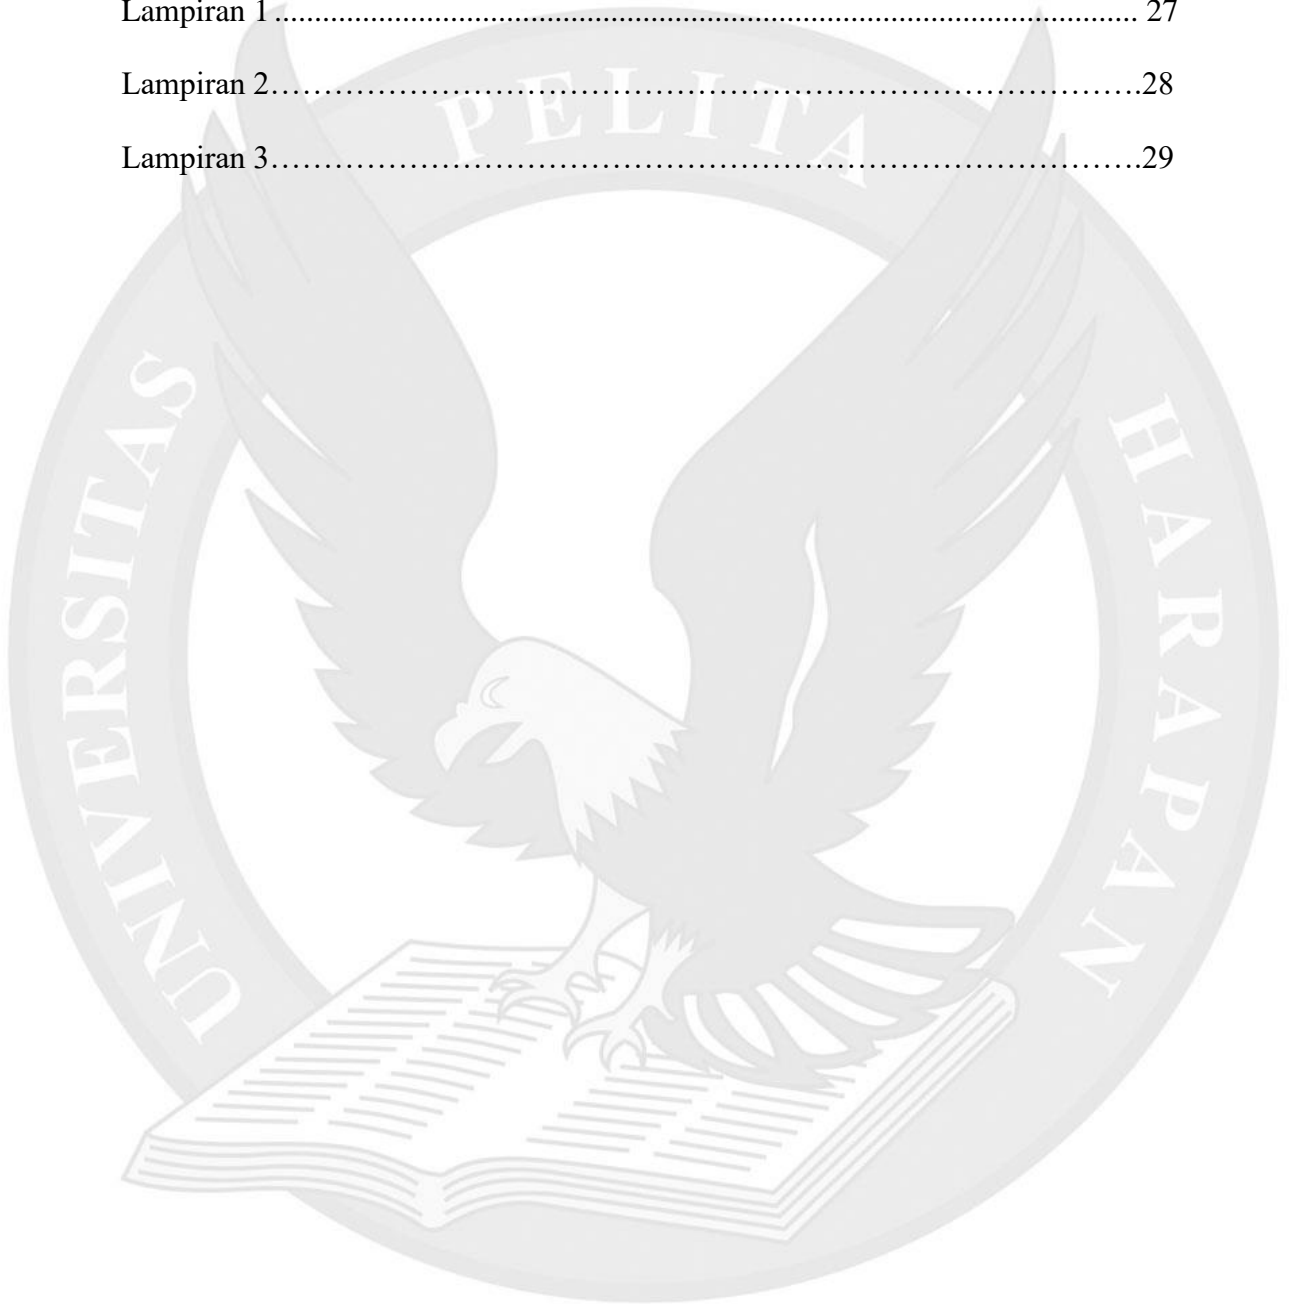 Lampiran 1 ............................................................................................................. 27
Lampiran 2……………………………………………………………………….28
Lampiran 3……………………………………………………………………….29
UNIVERSITAS PELITA HARAPAN